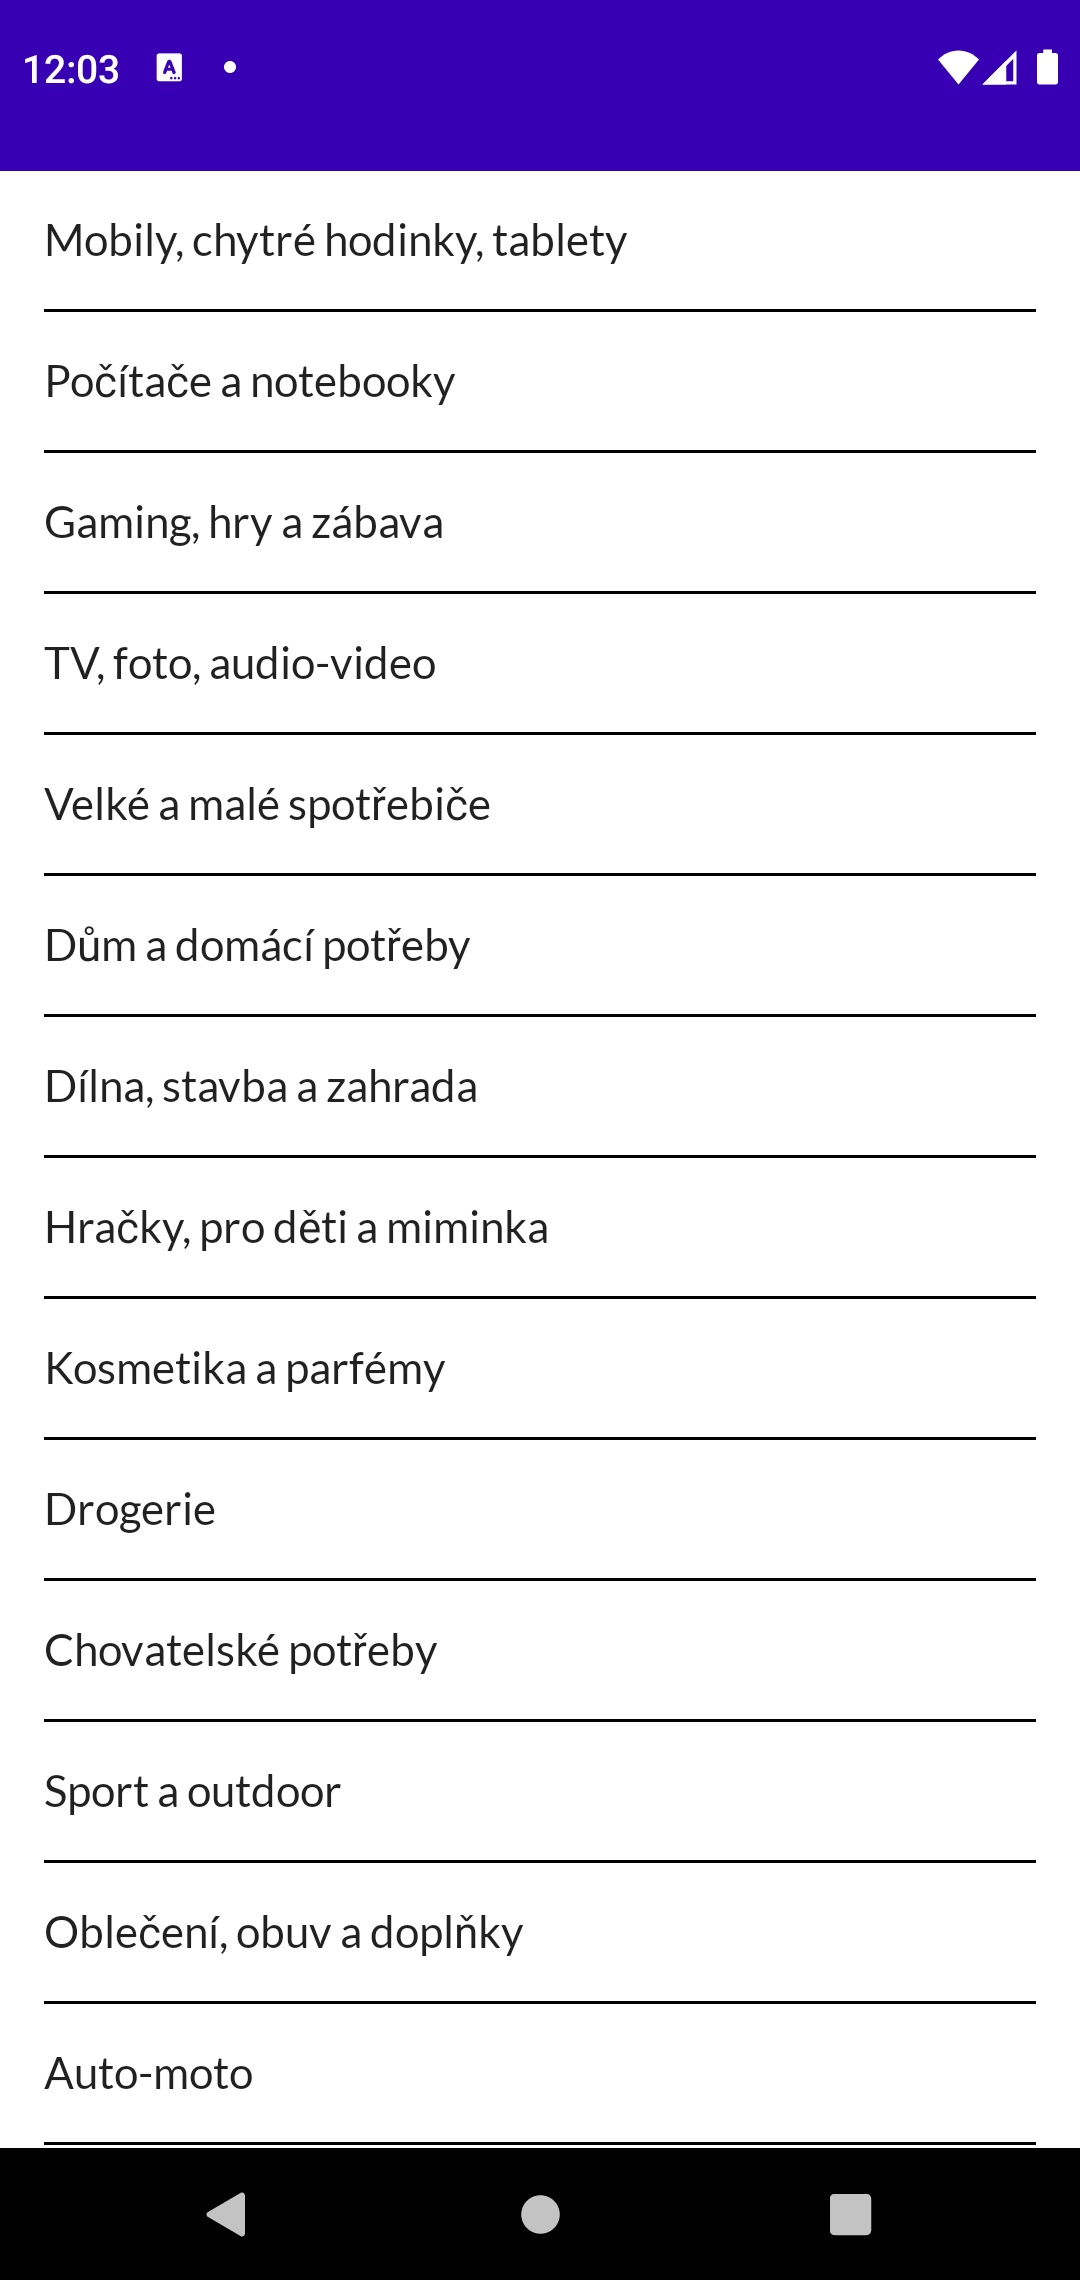 12:03
Mobily, chytré hodinky, tablety
Počítače a notebooky
Gaming, hry a zábava
TV, foto, audio-video
Velké a malé spotřebiče
Dům a domácí potřeby
Dílna, stavba a zahrada
Hračky, pro děti a miminka
Kosmetika a parfémy
Drogerie
Chovatelské potřeby
Sport a outdoor
Oblečení, obuv a doplňky
Auto-moto